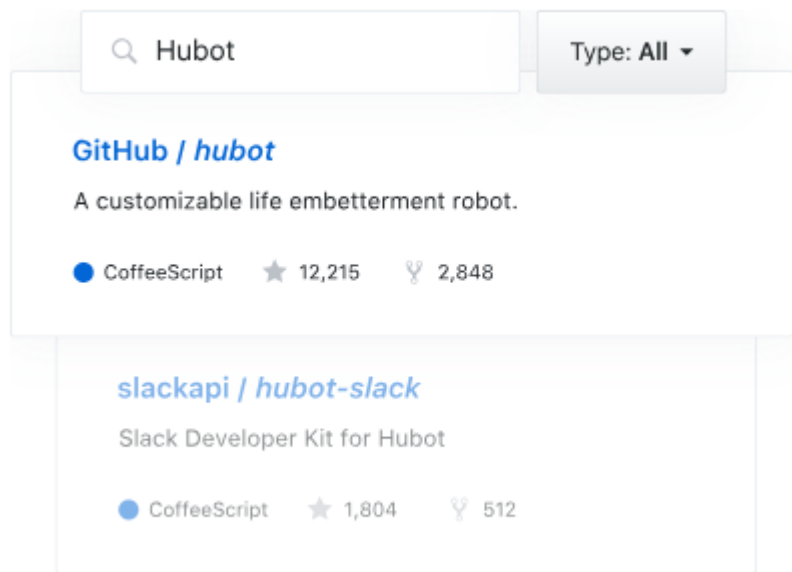 Hubot Type: All
GitHub / hubot
A customizable life embetterment robot.
CoffeeScript 12,215 2,848
slackapi / hubot-slack
Slack Developer Kit for Hubot
CoffeeScript 1,804 512